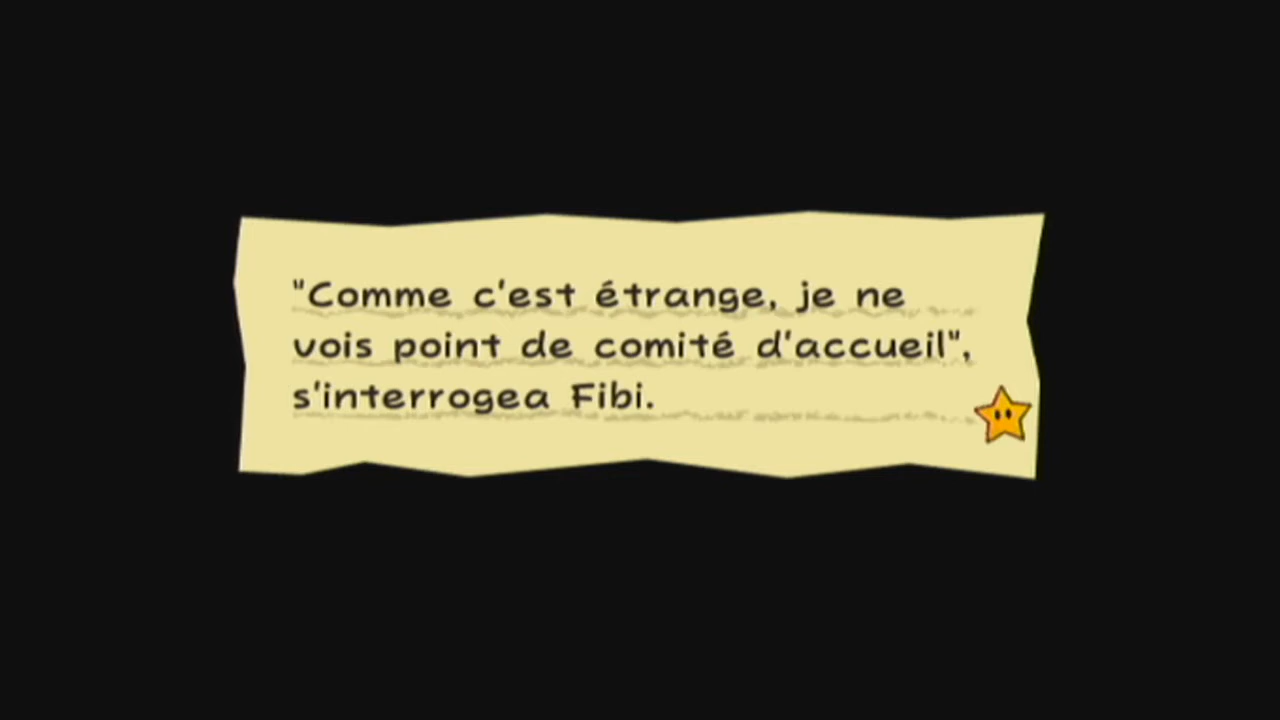 "Comme c'est étrange, je ne
vois point de comité d'accueil",
s'interrogea Fibi.